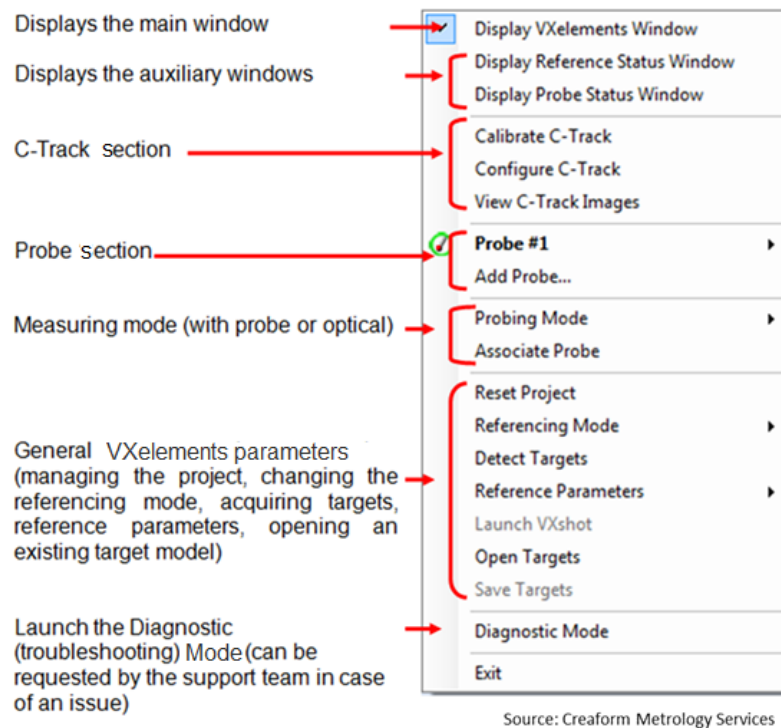 Displays the main window
Display VXelements Window
Displays the auxiliary windows
Display Reference Status Window
Display Probe Status Window
C-Track section
Calibrate C-Track
Configure C-Track
View C-Track Images
Probe section
Probe #1
Add Probe...
Measuring mode (with probe or optical)
Probing Mode
Associate Probe
General VXelements parameters
(managing the project, changing the
referencing mode, acquiring targets,
reference parameters, opening an
existing target model)
Reset Project
Referencing Mode
Detect Targets
Reference Parameters
Launch VXshot
Open Targets
Save Targets
Launch the Diagnostic
(troubleshooting) Mode(can be
requested by the support team in case
of an issue)
Diagnostic Mode
Exit
Source: Creaform Metrology Services